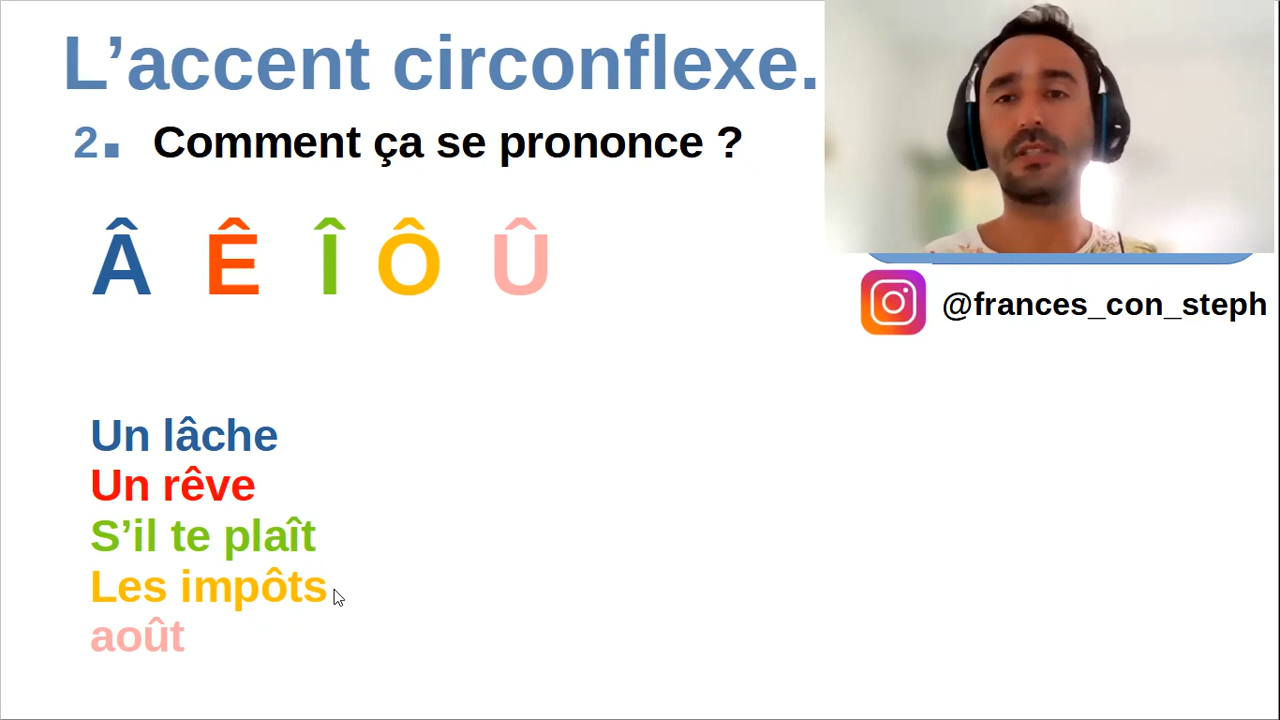 L’accent circonflexe.
2. Comment ça se prononce ?
Â Ê Î Ô Û
@frances_con_steph
Un lâche
Un rêve
S’il te plaît
Les impôts
août